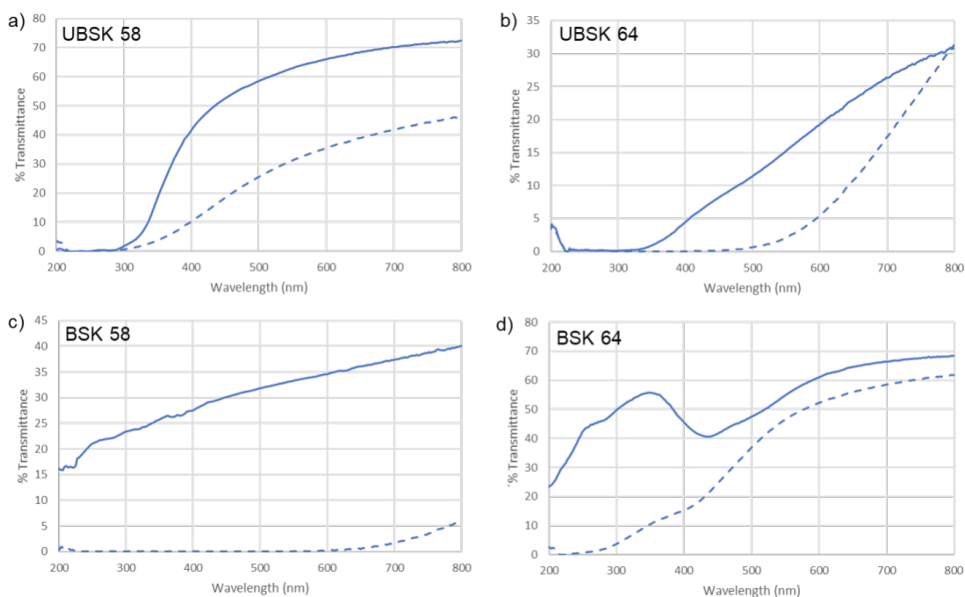 a)
UBSK 58
80
70
60
50
40
30
20
10
0
% Transmittance
200 300 400 500 600 700 800
Wavelength (nm)
b)
UBSK 64
35
30
25
20
15
10
5
0
% Transmittance
200 300 400 500 600 700 800
Wavelength (nm)
c)
BSK 58
45
40
35
30
25
20
15
10
5
0
% Transmittance
200 300 400 500 600 700 800
Wavelength (nm)
d)
BSK 64
80
70
60
50
40
30
20
10
0
'% Transmittance
200 300 400 500 600 700 800
Wavelength (nm)